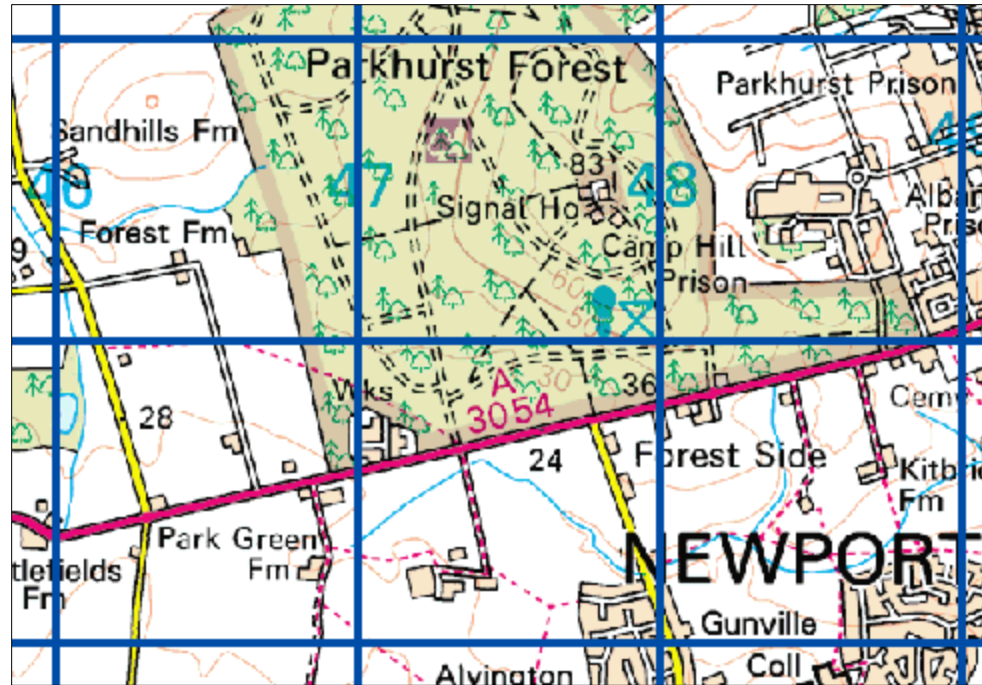 Parkhurst Forest
Parkhurst Prison
Sandhills Fm
83
46
47
48
Signal Ho
Forest Fm
9
Camp Hill
Prison
60
50
A
3054
30
36
Wks
Cemy
28
24
Forest Side
Fm
Park Green
Fm
tlefields
Fm
NEWPORT
Gunville
Alvington
Coll